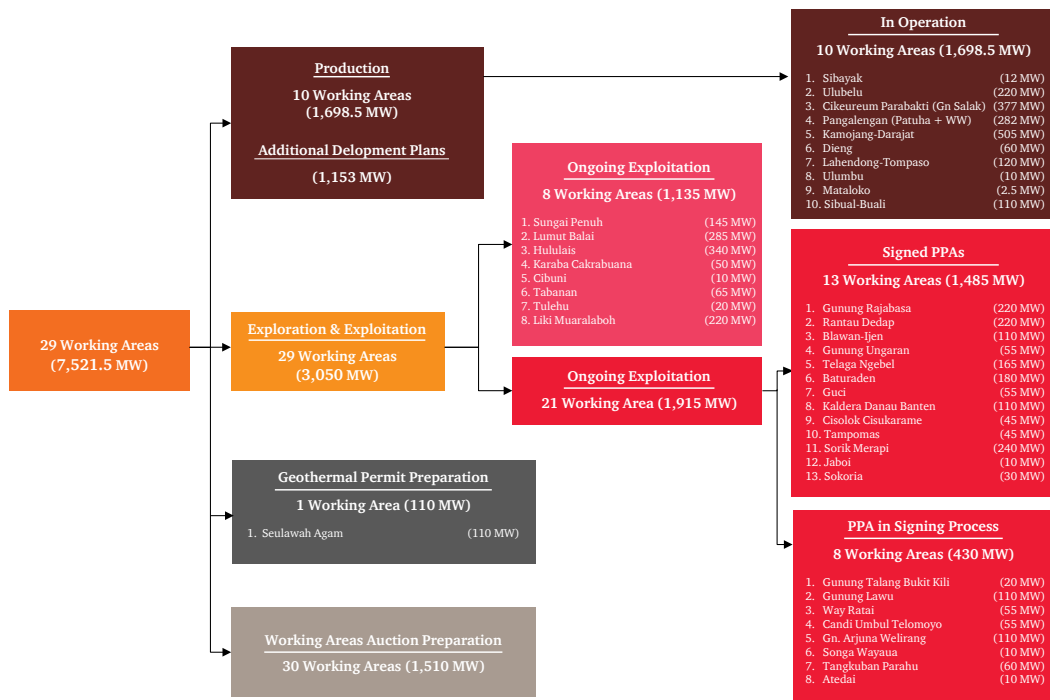 29 Working Areas
(7,521.5 MW)
Production
10 Working Areas
(1,698.5 MW)
Additional Delopment Plans
(1,153 MW)
Exploration & Exploitation
29 Working Areas
(3,050 MW)
Geothermal Permit Preparation
1 Working Area (110 MW)
1. Seulawah Agam (110 MW)
Working Areas Auction Preparation
30 Working Areas (1,510 MW)
Ongoing Exploitation
8 Working Areas (1,135 MW)
1. Sungai Penuh (145 MW)
2. Lumut Balai (285 MW)
3. Hululais (340 MW)
4. Karaba Cakrabuana (50 MW)
5. Cibuni (10 MW)
6. Tabanan (65 MW)
7. Tulehu (20 MW)
8. Liki Muaralaboh (220 MW)
Ongoing Exploitation
21 Working Area (1,915 MW)
In Operation
10 Working Areas (1,698.5 MW)
1. Sibayak (12 MW)
2. Ulubelu (220 MW)
3. Cikeureum Parabakti (Gn Salak) (377 MW)
4. Pangalengan (Patuha + WW) (282 MW)
5. Kamojang-Darajat (505 MW)
6. Dieng (60 MW)
7. Lahendong-Tompaso (120 MW)
8. Ulumbu (10 MW)
9. Mataloko (2.5 MW)
10. Sibual-Buali (110 MW)
Signed PPAs
13 Working Areas (1,485 MW)
1. Gunung Rajabasa (220 MW)
2. Rantau Dedap (220 MW)
3. Blawan-Ijen (110 MW)
4. Gunung Ungaran (55 MW)
5. Telaga Ngebel (165 MW)
6. Baturaden (180 MW)
7. Guci (55 MW)
8. Kaldera Danau Banten (110 MW)
9. Cisolok Cisukarame (45 MW)
10. Tampomas (45 MW)
11. Sorik Merapi (240 MW)
12. Jaboi (10 MW)
13. Sokoria (30 MW)
PPA in Signing Process
8 Working Areas (430 MW)
1. Gunung Talang Bukit Kili (20 MW)
2. Gunung Lawu (110 MW)
3. Way Ratai (55 MW)
4. Candi Umbul Telomoyo (55 MW)
5. Gn. Arjuna Welirang (110 MW)
6. Songa Wayaua (10 MW)
7. Tangkuban Parahu (60 MW)
8. Atedai (10 MW)